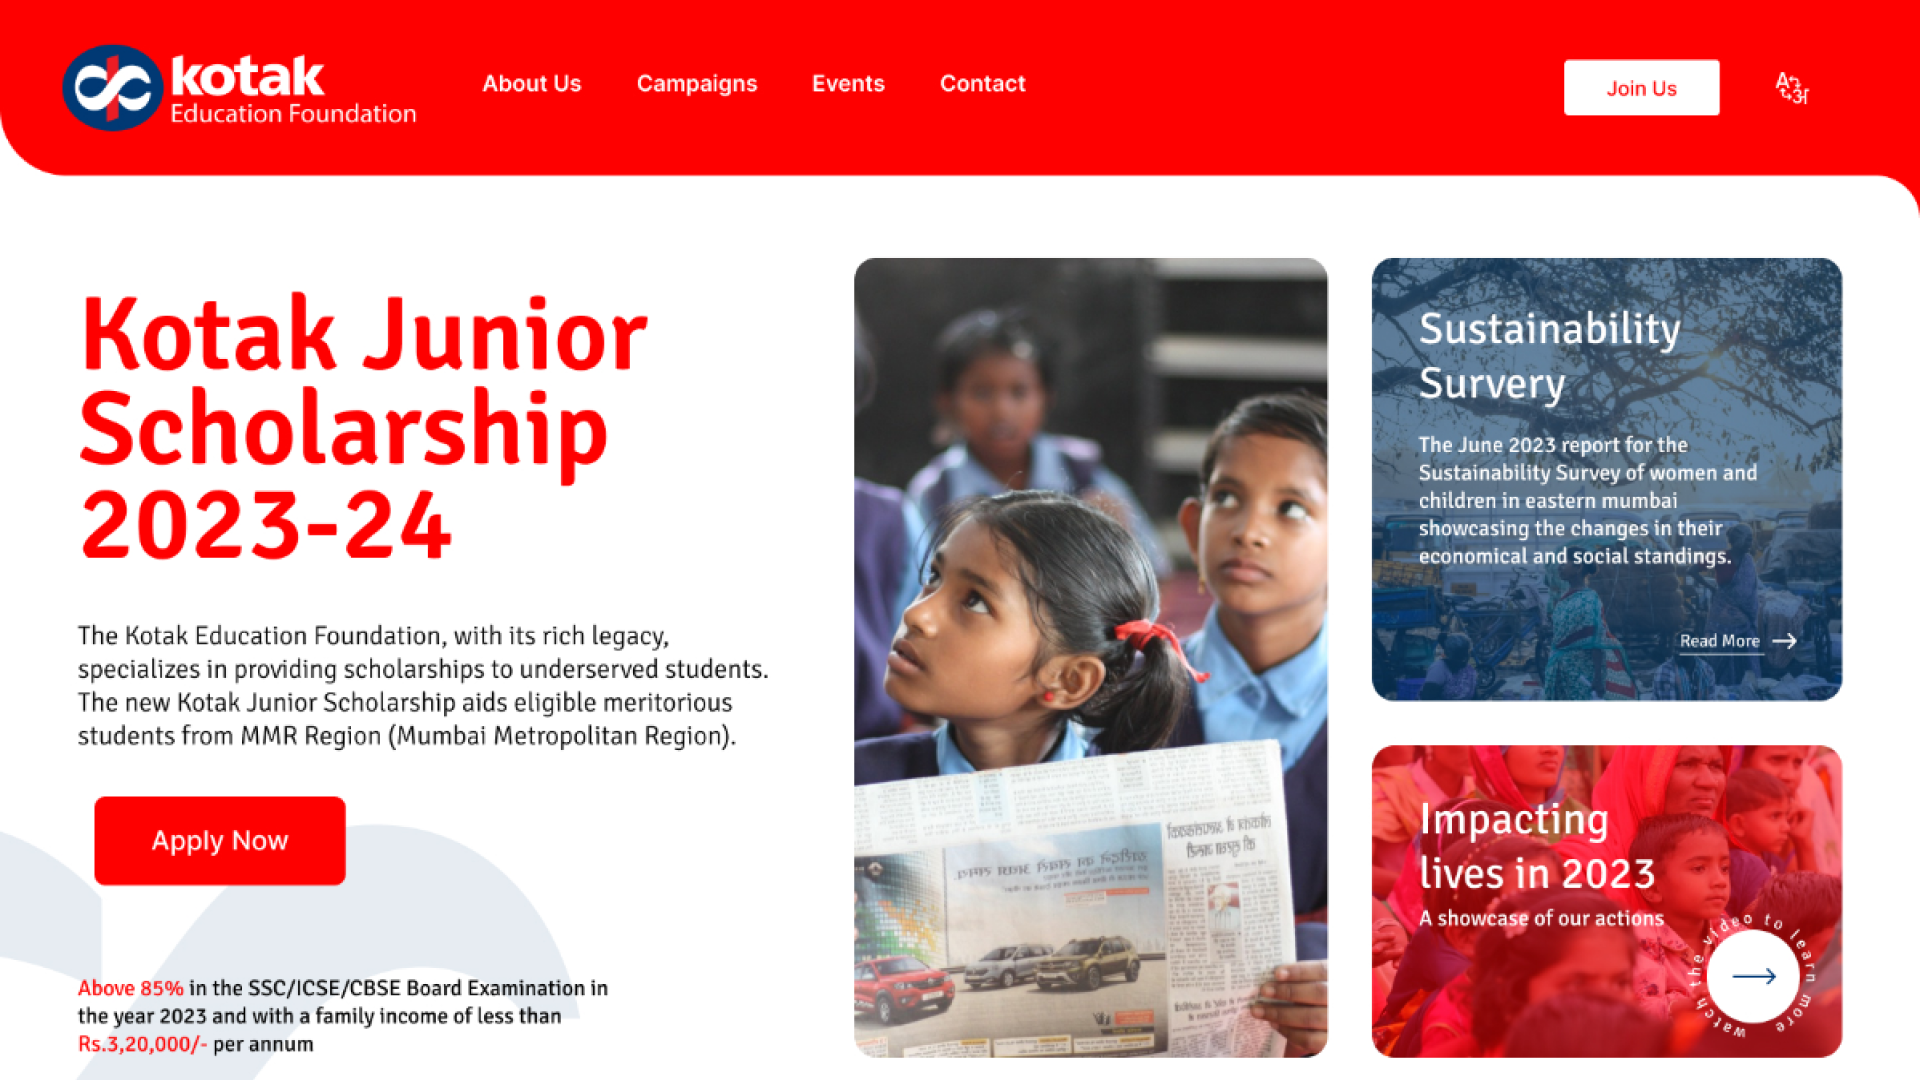 kotak
Education Foundation
About Us
Campaigns
Events
Contact
Join Us
A
अ
Kotak Junior
Scholarship
2023-24
The Kotak Education Foundation, with its rich legacy,
specializes in providing scholarships to underserved students.
The new Kotak Junior Scholarship aids eligible meritorious
students from MMR Region (Mumbai Metropolitan Region).
Apply Now
Above 85% in the SSC/ICSE/CBSE Board Examination in
the year 2023 and with a family income of less than
Rs.3,20,000/- per annum
Sustainability
Survery
The June 2023 report for the
Sustainability Survey of women and
children in eastern mumbai
showcasing the changes in their
economical and social standings.
Read More
Impacting
lives in 2023
A showcase of our actions
watch the video to learn more